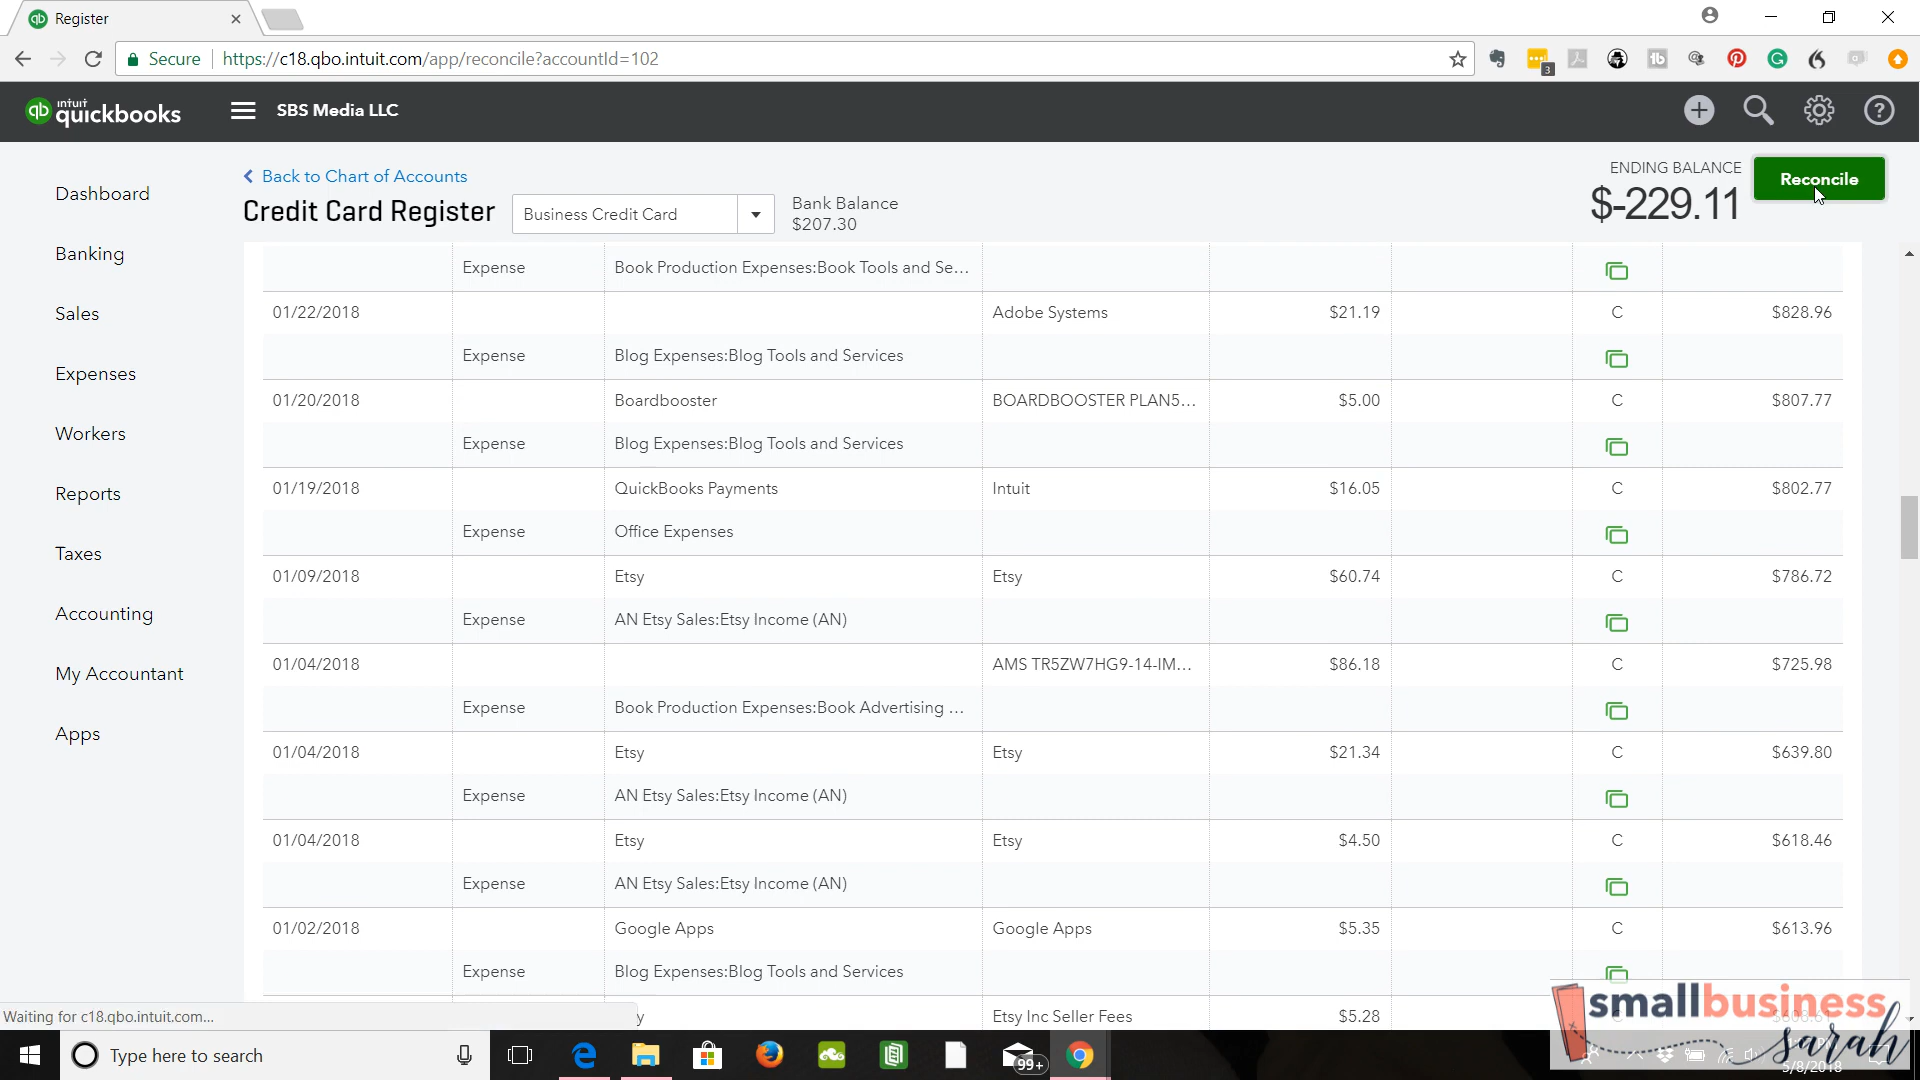 Register
Secure
https://c18.qbo.intuit.com/app/reconcile?accountId=102
3
intuit
quickbooks
SBS Media LLC
Dashboard
Banking
Sales
Expenses
Workers
Reports
Taxes
Accounting
My Accountant
Apps
Back to Chart of Accounts
Credit Card Register
Business Credit Card
Bank Balance
$207.30
ENDING BALANCE
$-229.11
Reconcile
Expense Book Production Expenses:Book Tools and Se...
01/22/2018 Adobe Systems $21.19 C $828.96
Expense Blog Expenses:Blog Tools and Services
01/20/2018 Boardbooster BOARDBOOSTER PLAN5... $5.00 C $807.77
Expense Blog Expenses:Blog Tools and Services
01/19/2018 QuickBooks Payments Intuit $16.05 C $802.77
Expense Office Expenses
01/09/2018 Etsy Etsy $60.74 C $786.72
Expense AN Etsy Sales:Etsy Income (AN)
01/04/2018 AMS TR5ZW7HG9-14-IM... $86.18 C $725.98
Expense Book Production Expenses:Book Advertising ...
01/04/2018 Etsy Etsy $21.34 C $639.80
Expense AN Etsy Sales:Etsy Income (AN)
01/04/2018 Etsy Etsy $4.50 C $618.46
Expense AN Etsy Sales:Etsy Income (AN)
01/02/2018 Google Apps Google Apps $5.35 C $613.96
Expense Blog Expenses:Blog Tools and Services
y Etsy Inc Seller Fees $5.28
Waiting for c18.qbo.intuit.com...
smallbusiness
sarah
Type here to search
99+
5/8/2018